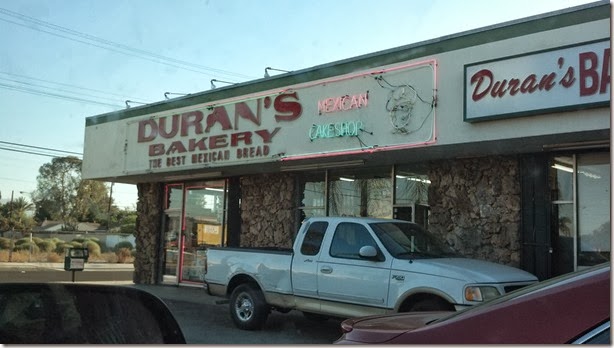 DURAN'S
BAKERY
THE BEST MEXICAN BREAD
MEXICAN
CAKE SHOP
Duran's BA